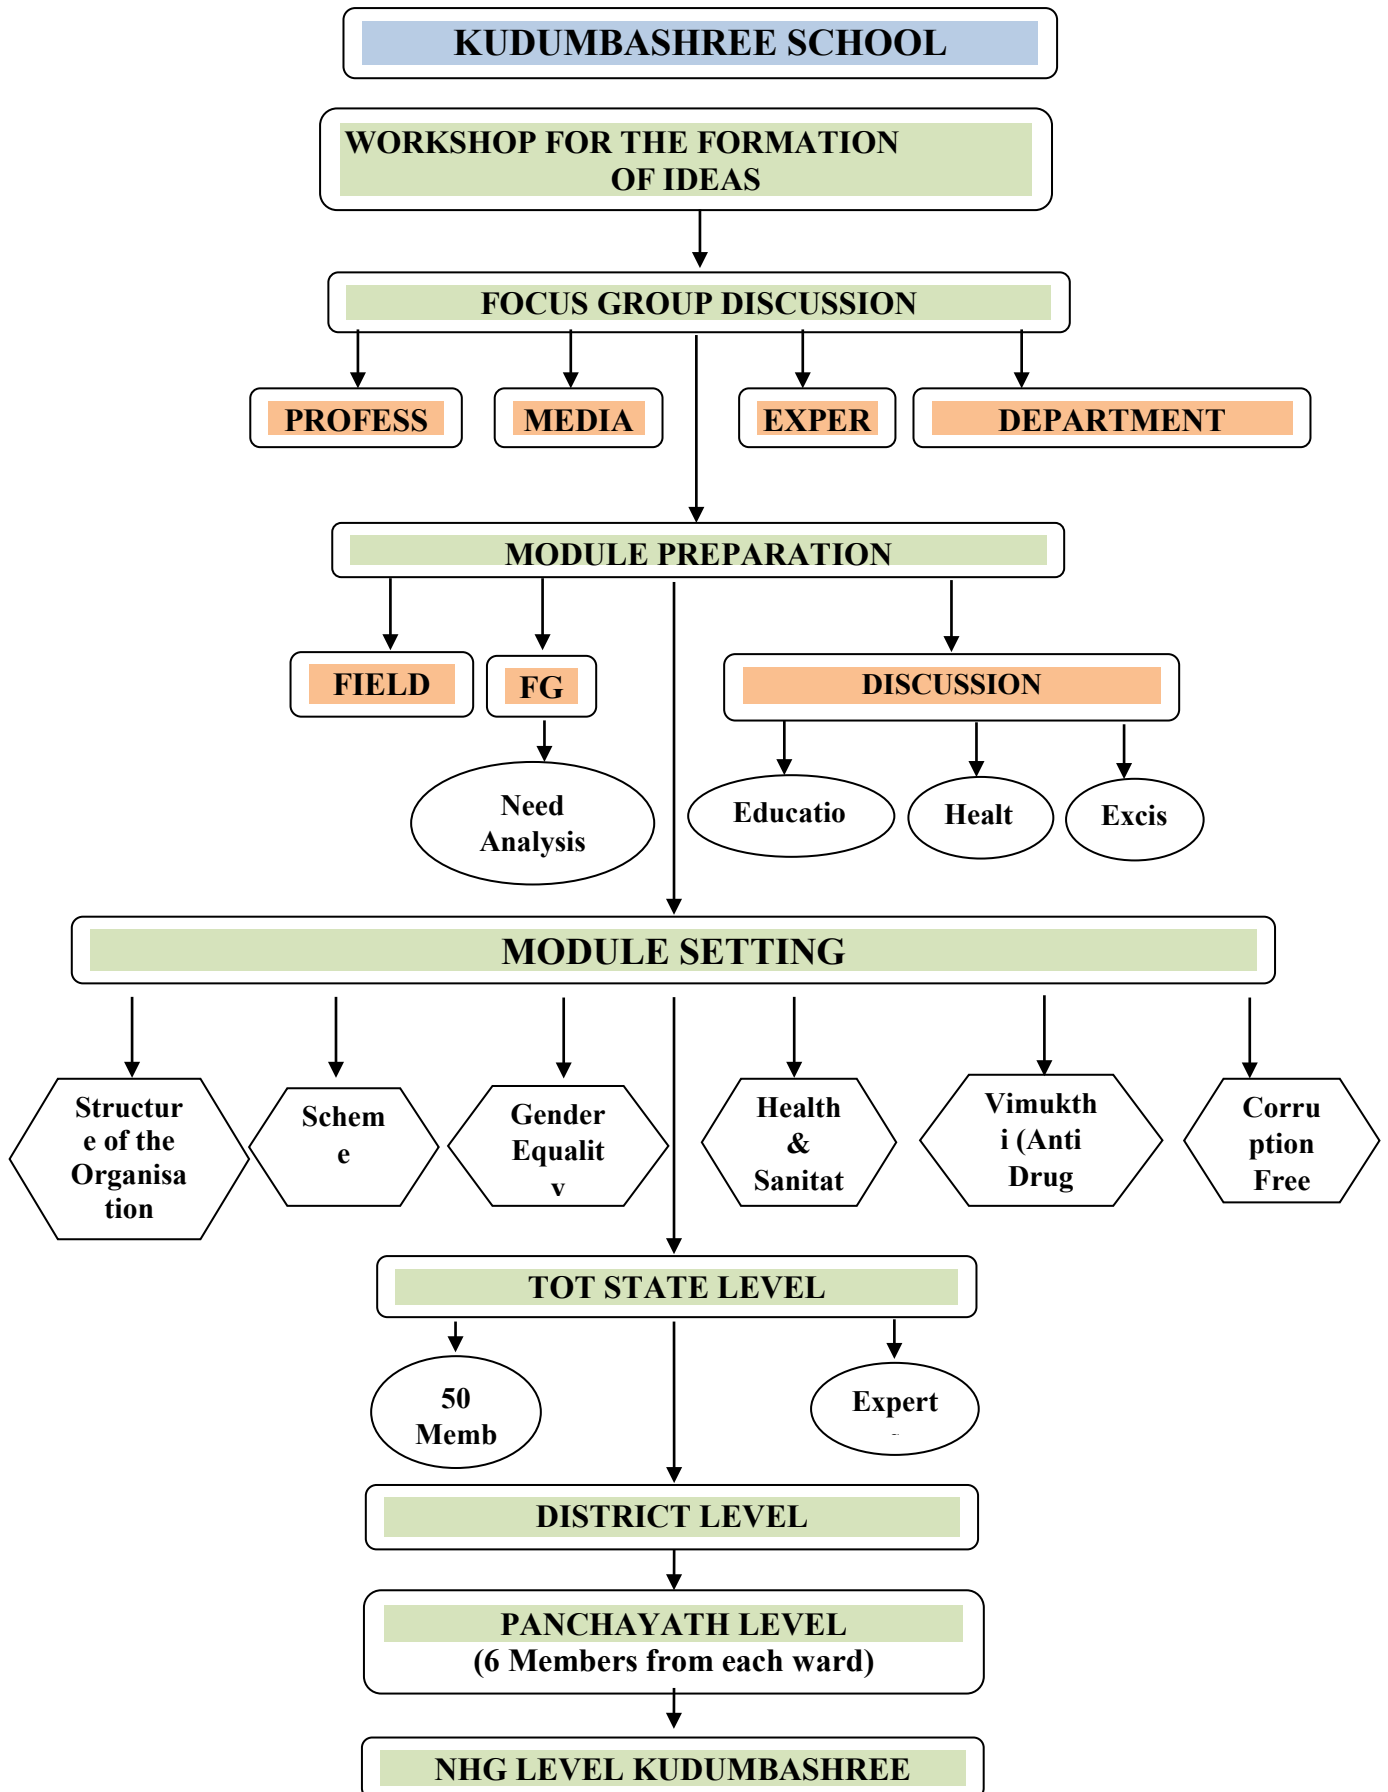 KUDUMBASHREE SCHOOL
WORKSHOP FOR THE FORMATION
OF IDEAS
FOCUS GROUP DISCUSSION
PROFESS
MEDIA
EXPER
DEPARTMENT
MODULE PREPARATION
FIELD
FG
DISCUSSION
Need
Analysis
Educatio
Healt
Excis
MODULE SETTING
Structur
e of the
Organisa
tion
Schem
e
Gender
Equalit
y
Health
&
Sanitat
Vimukth
i (Anti
Drug
Corru
ption
Free
TOT STATE LEVEL
50
Memb
Expert
DISTRICT LEVEL
PANCHAYATH LEVEL
(6 Members from each ward)
NHG LEVEL KUDUMBASHREE